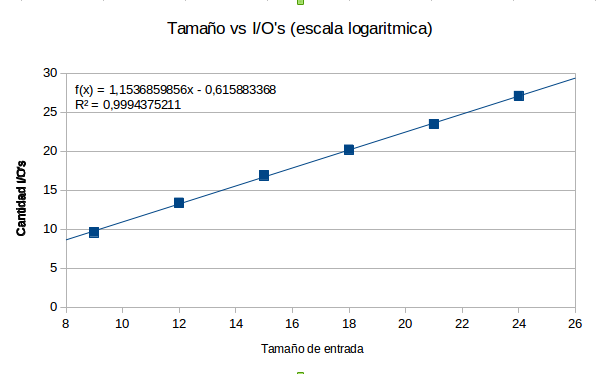 Tamaño vs I/O's (escala logaritmica)
f(x) = 1,1536859856x - 0,615883368
R² = 0,9994375211
30
25
20
15
10
5
0
Cantidad I/O's
8 10 12 14 16 18 20 22 24 26
Tamaño de entrada